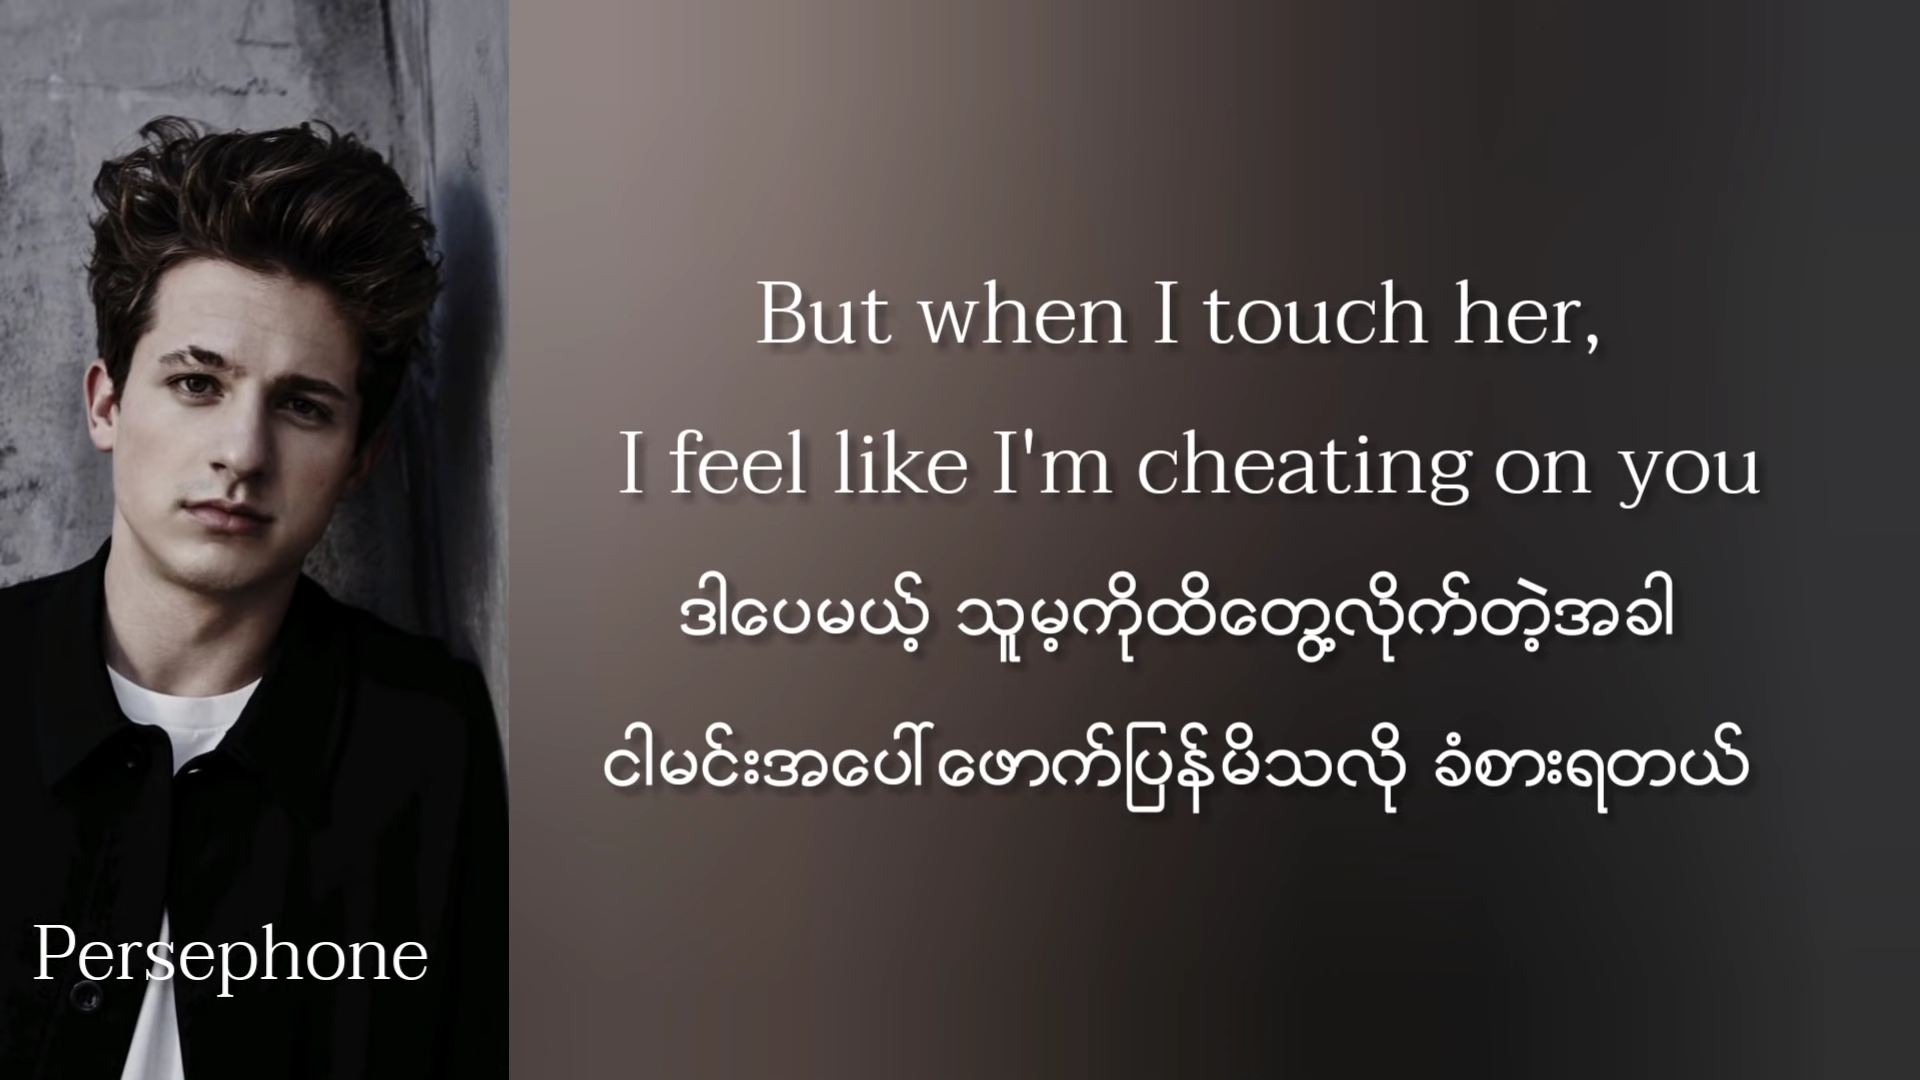 But when I touch her,
I feel like I'm cheating on you
ဒါပေမယ့် သူမ့ကိုထိတွေ့လိုက်တဲ့အခါ
ငါမင်းအပေါ် ဖောက်ပြန်မိသလို ခံစားရတယ်
Persephone